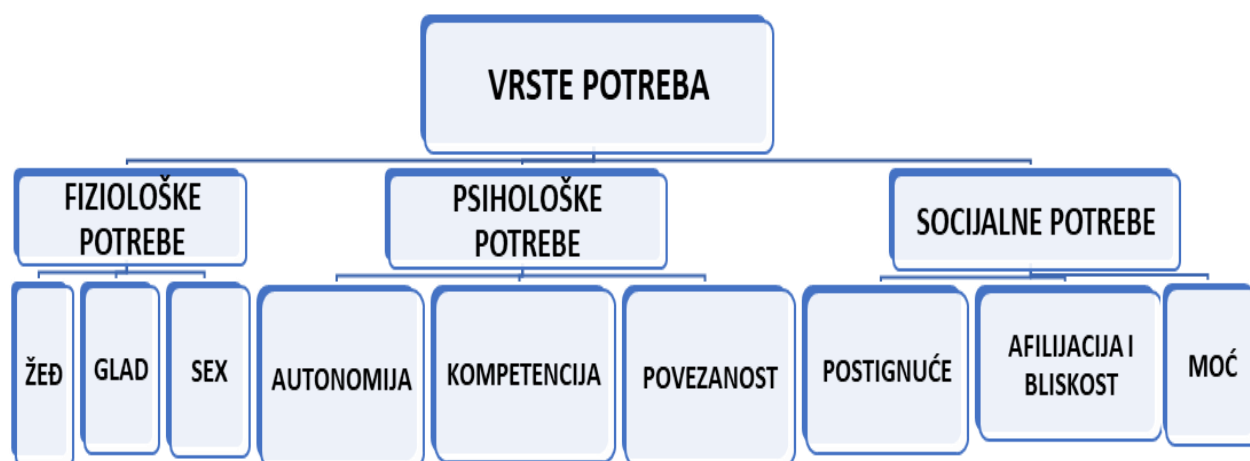 VRSTE POTREBA
FIZIOLOŠKE
POTREBE
PSIHOLOŠKE
POTREBE
SOCIJALNE POTREBE
ŽEĐ
GLAD
SEX
AUTONOMIJA
KOMPETENCIJA
POVEZANOST
POSTIGNUĆE
AFILIJACIJA I
BLISKOST
MOĆ